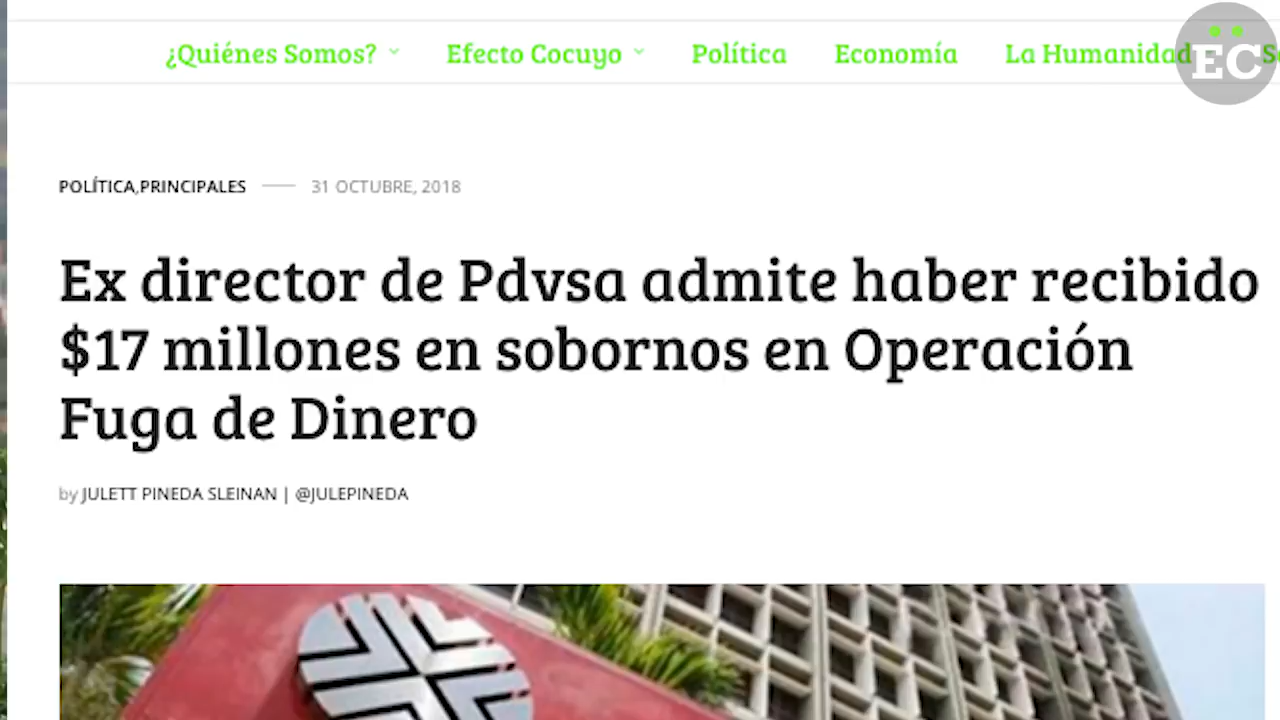 ¿Quiénes Somos? Efecto Cocuyo Política Economía La Humanidad
EC
POLÍTICA,PRINCIPALES 31 OCTUBRE, 2018
Ex director de Pdvsa admite haber recibido
$17 millones en sobornos en Operación
Fuga de Dinero
by JULETT PINEDA SLEINAN | @JULEPINEDA